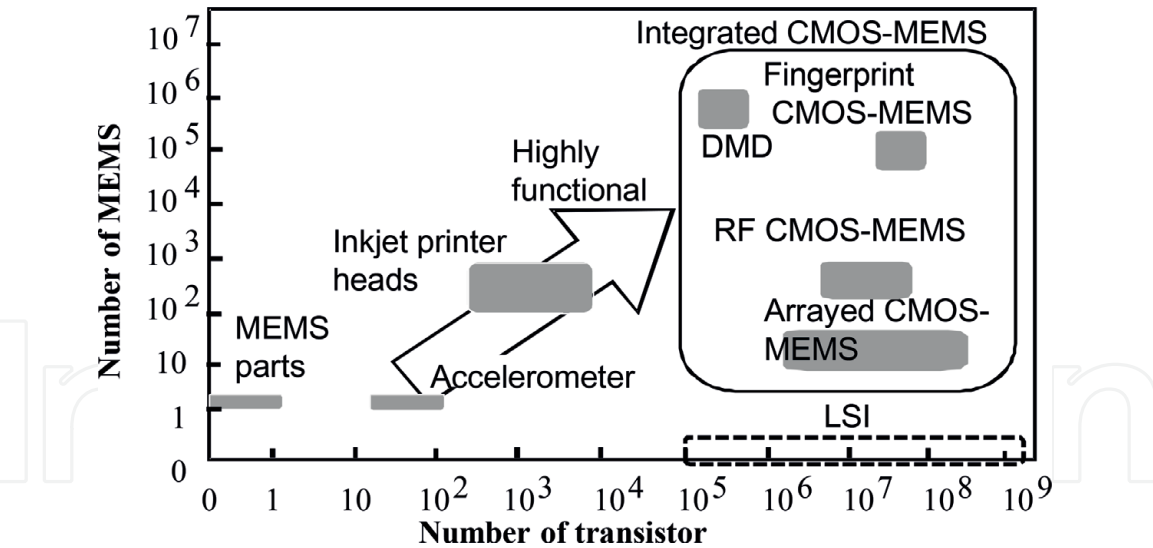 Integrated CMOS-MEMS
Fingerprint
CMOS-MEMS
DMD
RF CMOS-MEMS
Arrayed CMOS-
MEMS
LSI
Highly
functional
Inkjet printer
heads
MEMS
parts
Accelerometer
Number of MEMS
10^7
10^6
10^5
10^4
10^3
10^2
10
1
0
0 1 10 10^2 10^3 10^4 10^5 10^6 10^7 10^8 10^9
Number of transistor